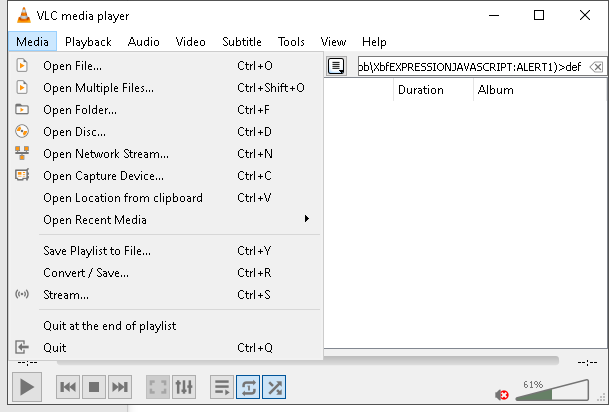 VLC media player
Media Playback Audio Video Subtitle Tools View Help
Open File... Ctrl+O
Open Multiple Files... Ctrl+Shift+O
Open Folder... Ctrl+F
Open Disc... Ctrl+D
Open Network Stream... Ctrl+N
Open Capture Device... Ctrl+C
Open Location from clipboard Ctrl+V
Open Recent Media
Save Playlist to File... Ctrl+Y
Convert / Save... Ctrl+R
Stream... Ctrl+S
Quit at the end of playlist
Quit Ctrl+Q
XbfEXPRESSIONJAVASCRIPT:ALERT1)>def
Duration Album
--:-- --:--
61%